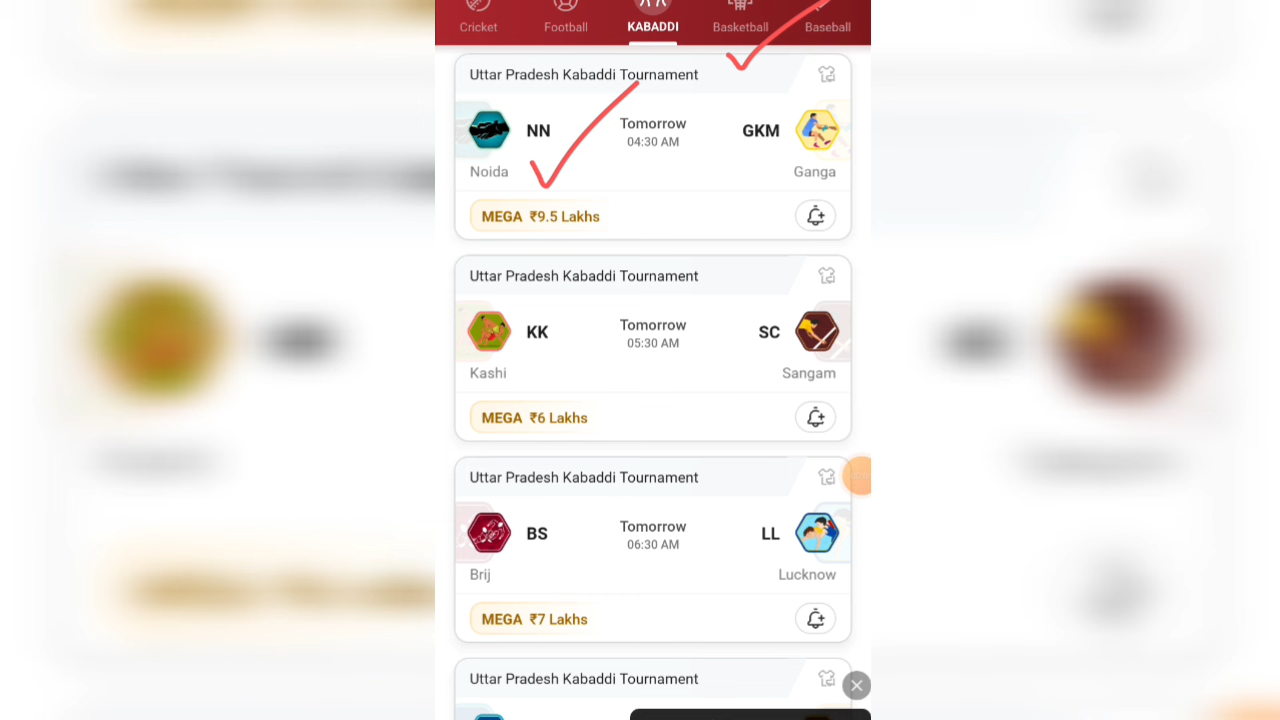 Cricket Football KABADDI Basketball Baseball
Uttar Pradesh Kabaddi Tournament
NN Tomorrow GKM
04:30 AM
Noida Ganga
MEGA ₹9.5 Lakhs
Uttar Pradesh Kabaddi Tournament
KK Tomorrow SC
05:30 AM
Kashi Sangam
MEGA ₹6 Lakhs
Uttar Pradesh Kabaddi Tournament
BS Tomorrow LL
06:30 AM
Brij Lucknow
MEGA ₹7 Lakhs
Uttar Pradesh Kabaddi Tournament